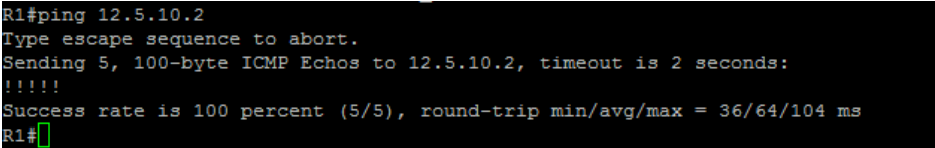 R1#ping 12.5.10.2
Type escape sequence to abort.
Sending 5, 100-byte ICMP Echos to 12.5.10.2, timeout is 2 seconds:
!!!!!
Success rate is 100 percent (5/5), round-trip min/avg/max = 36/64/104 ms
R1#